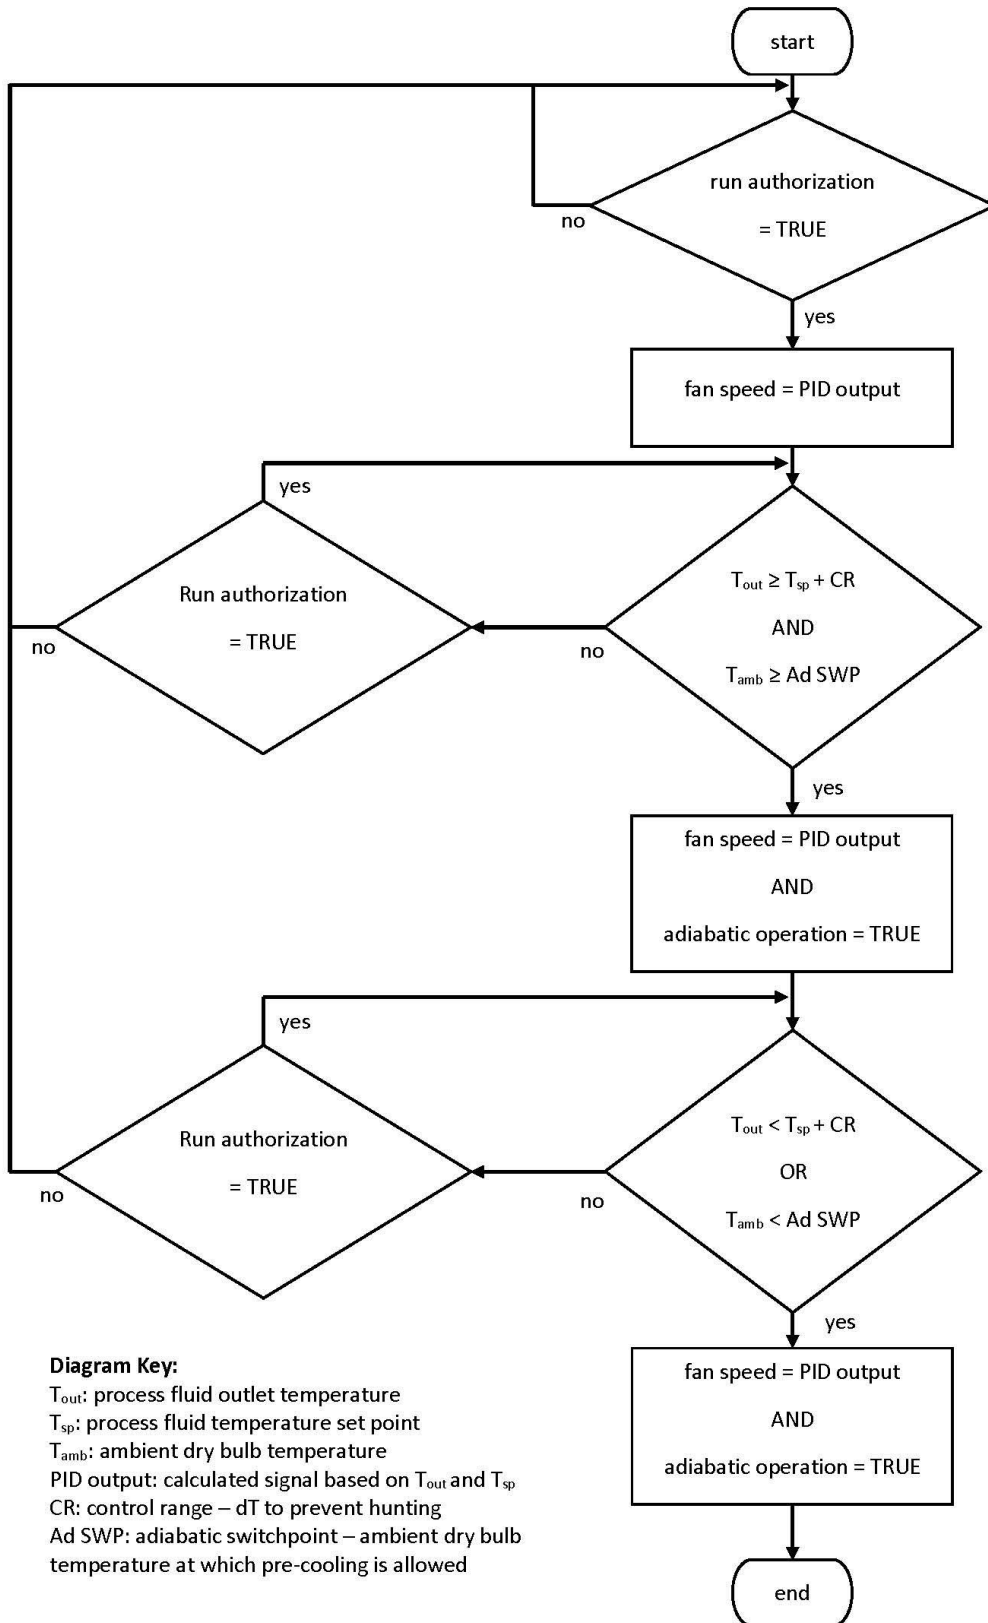 start
run authorization
= TRUE
no
yes
fan speed = PID output
yes
Run authorization
= TRUE
no
T_out ≥ T_sp + CR
AND
T_amb ≥ Ad SWP
no
yes
fan speed = PID output
AND
adiabatic operation = TRUE
yes
Run authorization
= TRUE
no
T_out < T_sp + CR
OR
T_amb < Ad SWP
no
yes
fan speed = PID output
AND
adiabatic operation = TRUE
end
Diagram Key:
T_out: process fluid outlet temperature
T_sp: process fluid temperature set point
T_amb: ambient dry bulb temperature
PID output: calculated signal based on T_out and T_sp
CR: control range – dT to prevent hunting
Ad SWP: adiabatic switchpoint – ambient dry bulb
temperature at which pre-cooling is allowed